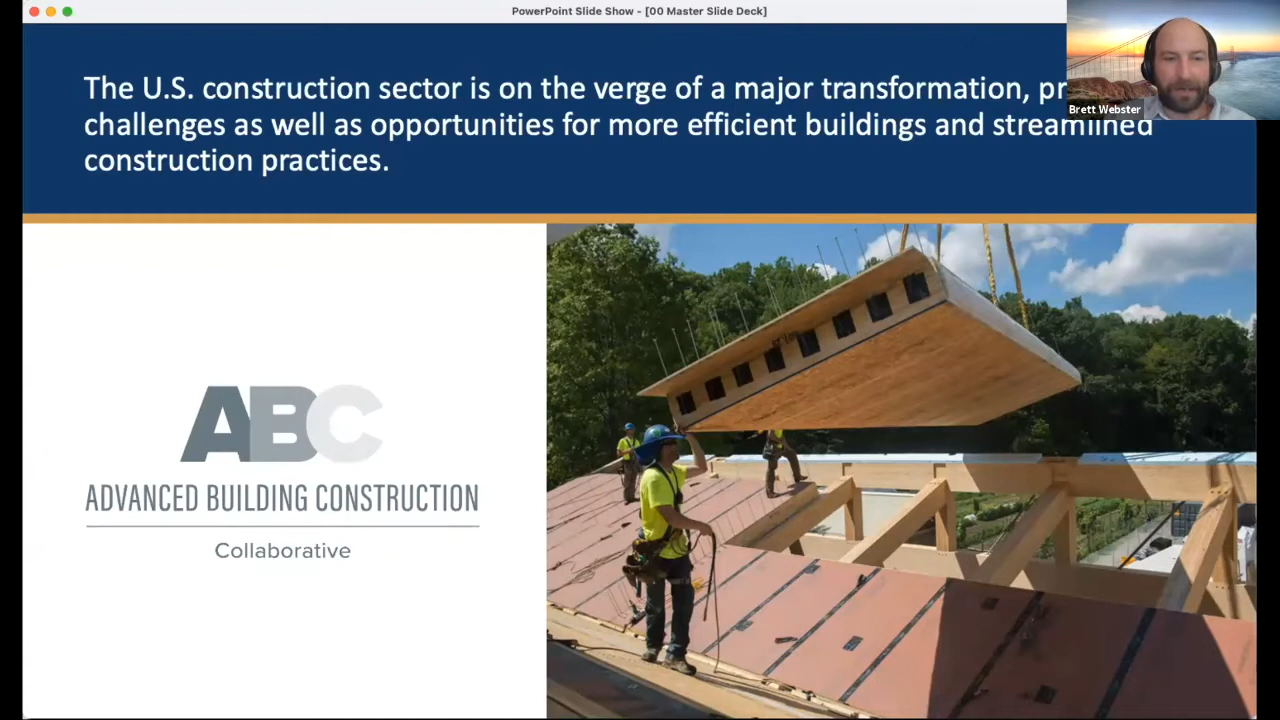 PowerPoint Slide Show - [00 Master Slide Deck]
The U.S. construction sector is on the verge of a major transformation,
challenges as well as opportunities for more efficient buildings and streamlined
construction practices.
Brett Webster
ABC
ADVANCED BUILDING CONSTRUCTION
Collaborative